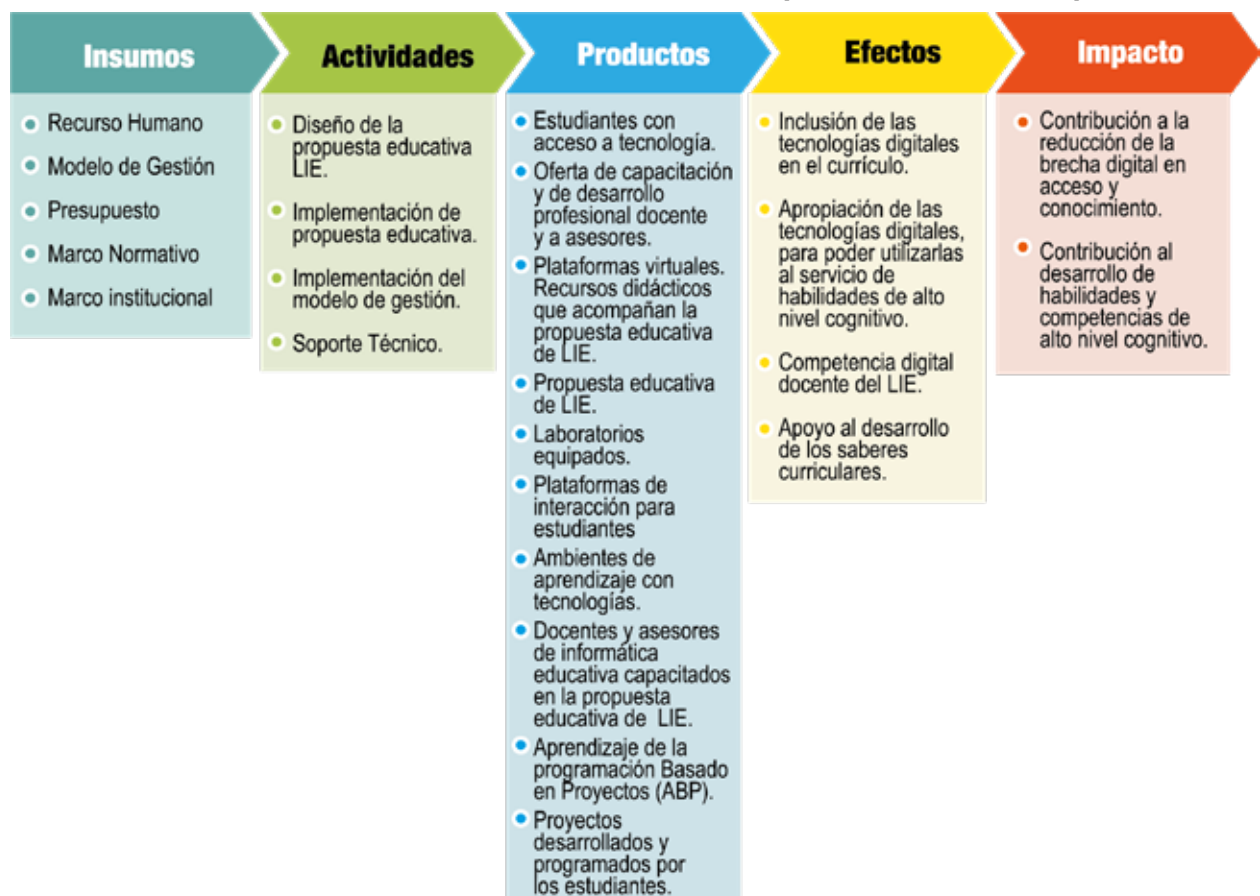 Insumos
Recurso Humano
Modelo de Gestión
Presupuesto
Marco Normativo
Marco institucional
Actividades
Diseño de la
propuesta educativa
LIE.
Implementación de
propuesta educativa.
Implementación del
modelo de gestión.
Soporte Técnico.
Productos
Estudiantes con
acceso a tecnología.
Oferta de capacitación
y de desarrollo
profesional docente
y a asesores.
Plataformas virtuales.
Recursos didácticos
que acompañan la
propuesta educativa
de LIE.
Propuesta educativa
de LIE.
Laboratorios
equipados.
Plataformas de
interacción para
estudiantes
Ambientes de
aprendizaje con
tecnologías.
Docentes y asesores
de informática
educativa capacitados
en la propuesta
educativa de LIE.
Aprendizaje de la
programación Basado
en Proyectos (ABP).
Proyectos
desarrollados y
programados por
los estudiantes.
Efectos
Inclusión de las
tecnologías digitales
en el currículo.
Apropiación de las
tecnologías digitales,
para poder utilizarlas
al servicio de
habilidades de alto
nivel cognitivo.
Competencia digital
docente del LIE.
Apoyo al desarrollo
de los saberes
curriculares.
Impacto
Contribución a la
reducción de la
brecha digital en
acceso y
conocimiento.
Contribución al
desarrollo de
habilidades y
competencias de
alto nivel cognitivo.